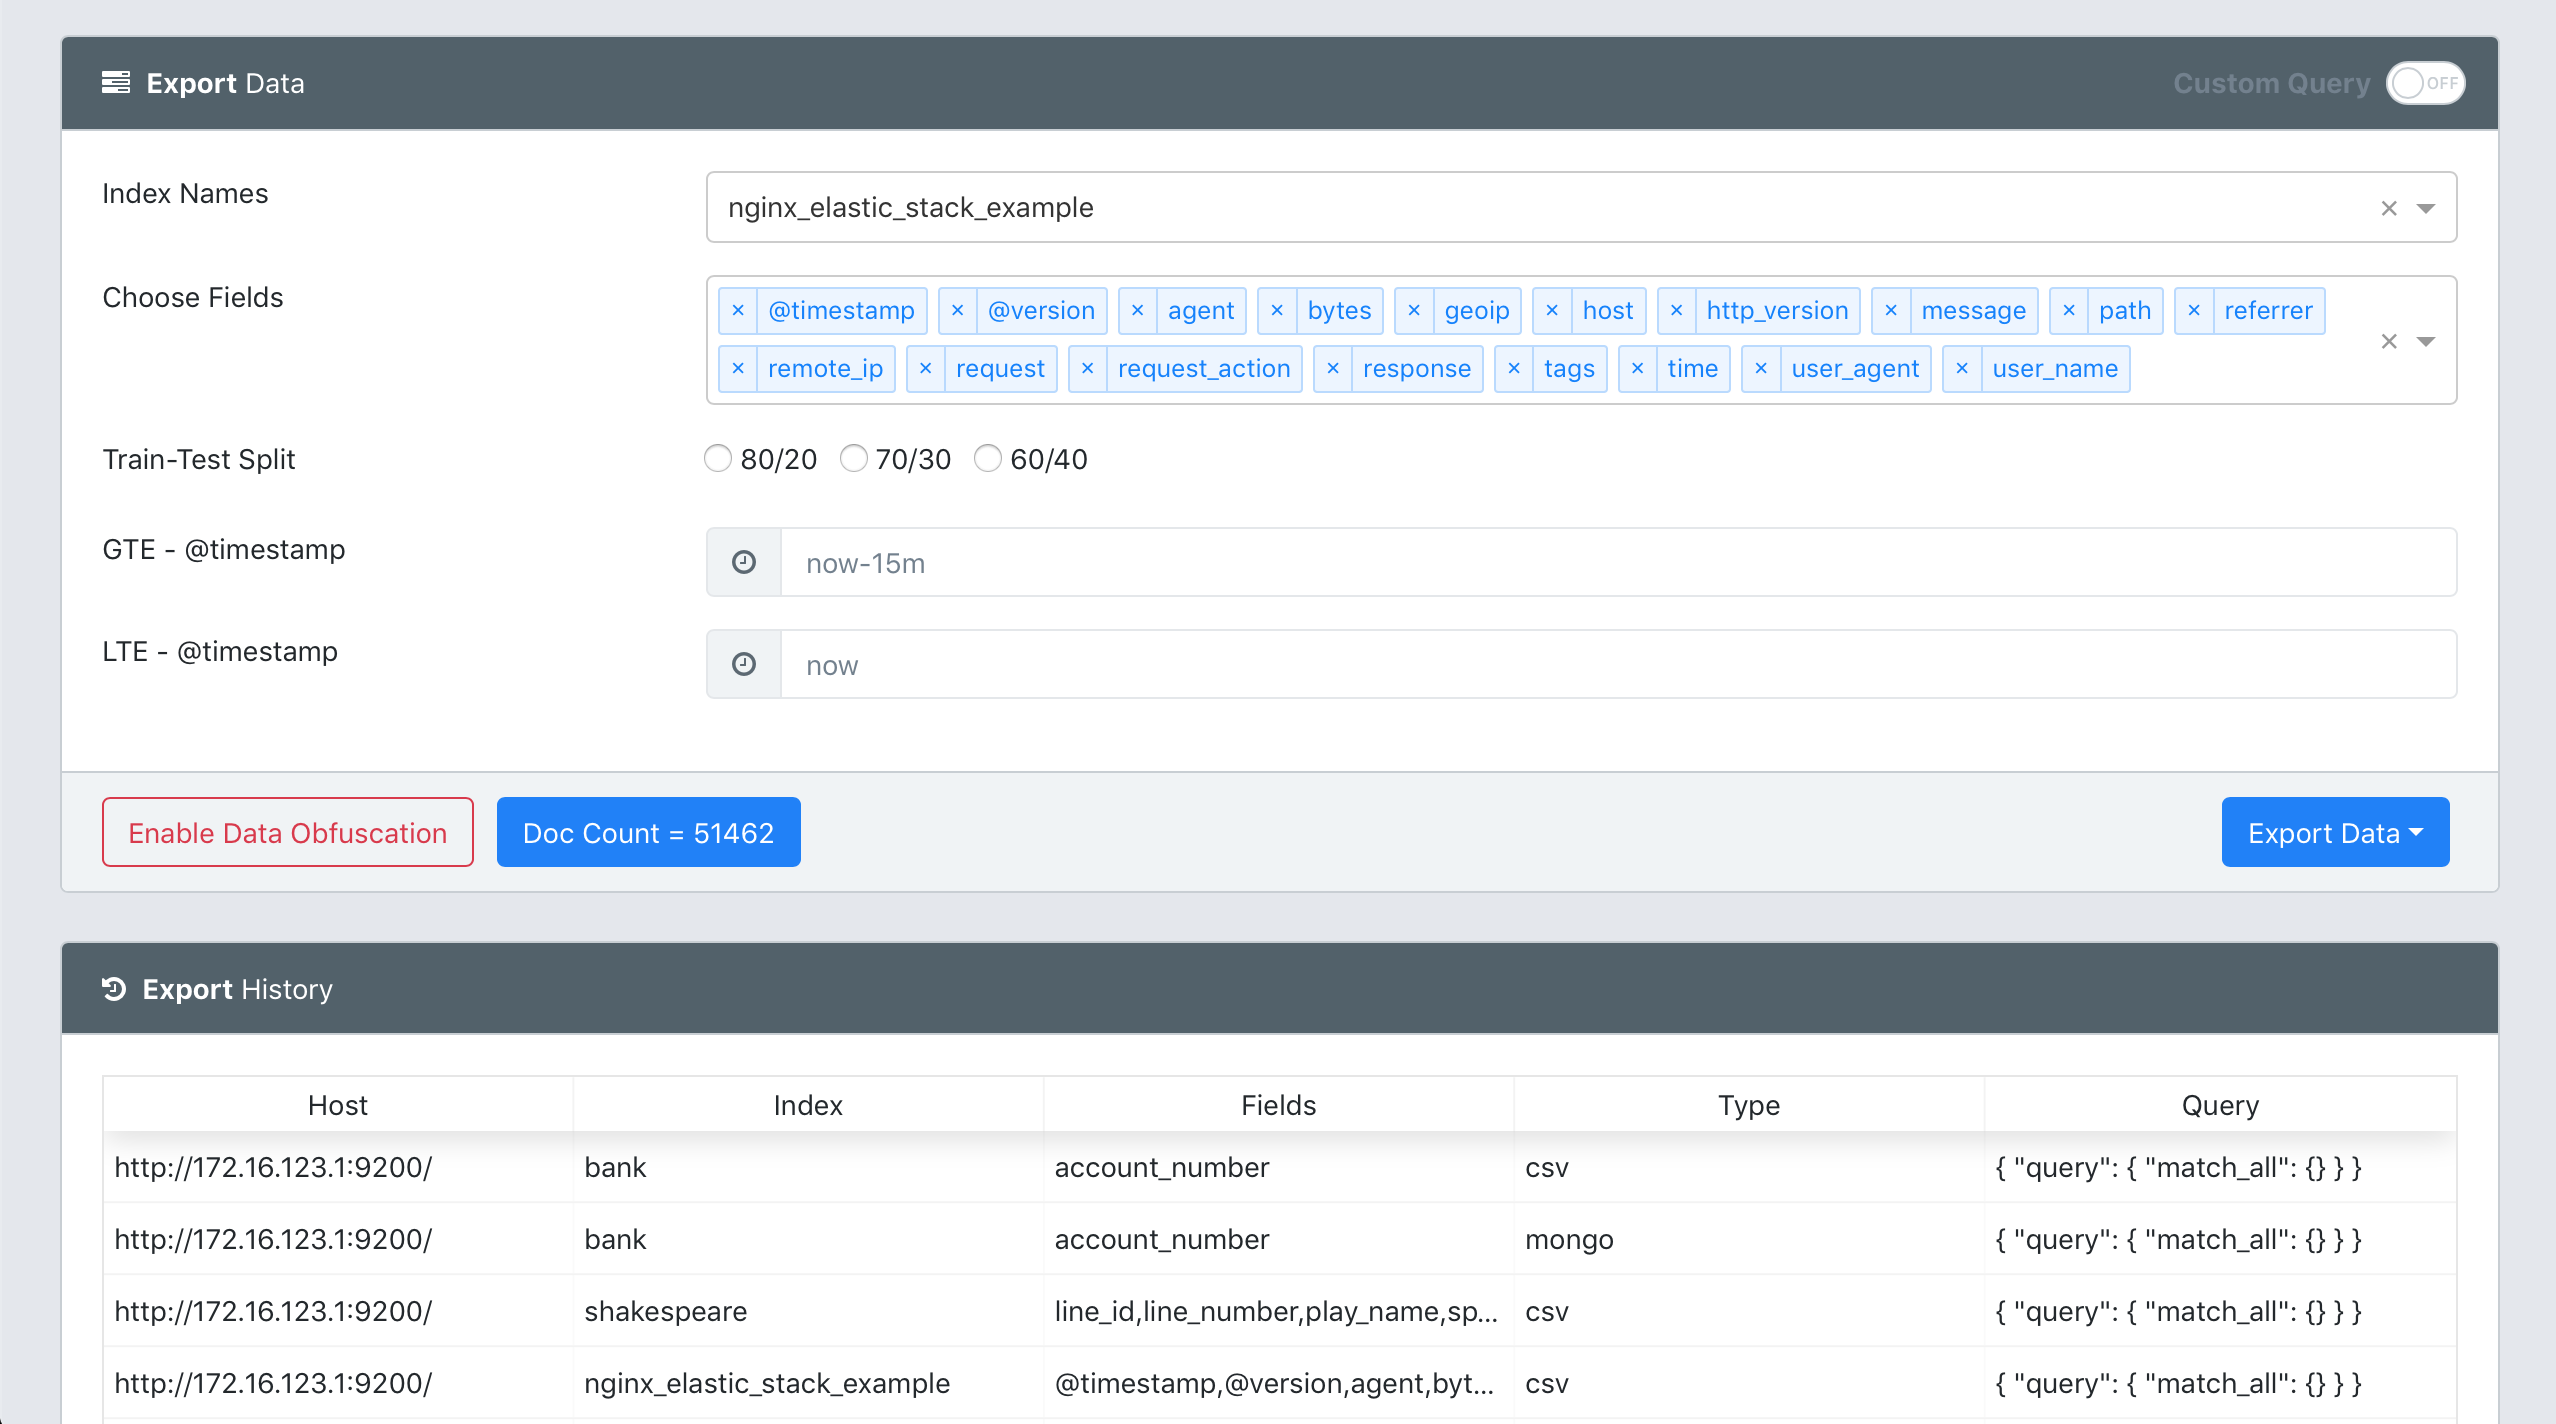 Export Data
Custom Query OFF
Index Names
nginx_elastic_stack_example
Choose Fields
× @timestamp × @version × agent × bytes × geoip × host × http_version × message × path × referrer
× remote_ip × request × request_action × response × tags × time × user_agent × user_name
Train-Test Split
80/20 70/30 60/40
GTE - @timestamp
now-15m
LTE - @timestamp
now
Enable Data Obfuscation
Doc Count = 51462
Export Data
Export History
Host Index Fields Type Query
http://172.16.123.1:9200/ bank account_number csv { "query": { "match_all": {} } }
http://172.16.123.1:9200/ bank account_number mongo { "query": { "match_all": {} } }
http://172.16.123.1:9200/ shakespeare line_id,line_number,play_name,sp... csv { "query": { "match_all": {} } }
http://172.16.123.1:9200/ nginx_elastic_stack_example @timestamp,@version,agent,byt... csv { "query": { "match_all": {} } }